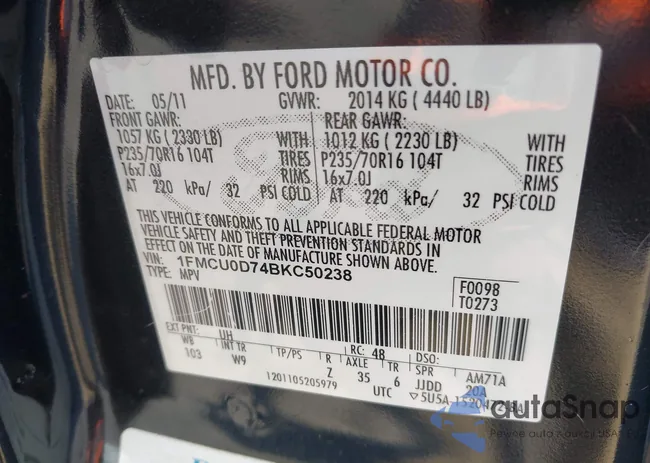 MFD. BY FORD MOTOR CO.
DATE: 05/11 GVWR: 2014 KG ( 4440 LB)
FRONT GAWR: REAR GAWR:
1057 KG ( 2330 LB) WITH 1012 KG ( 2230 LB) WITH
P235/70R16 104T TIRES P235/70R16 104T TIRES
16x7.0J RIMS 16x7.0J RIMS
AT 220 kPa/ 32 PSI COLD AT 220 kPa/ 32 PSI COLD
THIS VEHICLE CONFORMS TO ALL APPLICABLE FEDERAL MOTOR
VEHICLE SAFETY AND THEFT PREVENTION STANDARDS IN
EFFECT ON THE DATE OF MANUFACTURE SHOWN ABOVE.
VIN: 1FMCU0D74BKC50238
TYPE: MPV
F0098
T0273
EXT PNT: UH RC: 48 DSO:
WB INT TR TP/PS R AXLE TR SPR AM71A
103 W9 Z 35 6 JJDD 20A
1201105205979 UTC ▽5U5A-
autoSnap